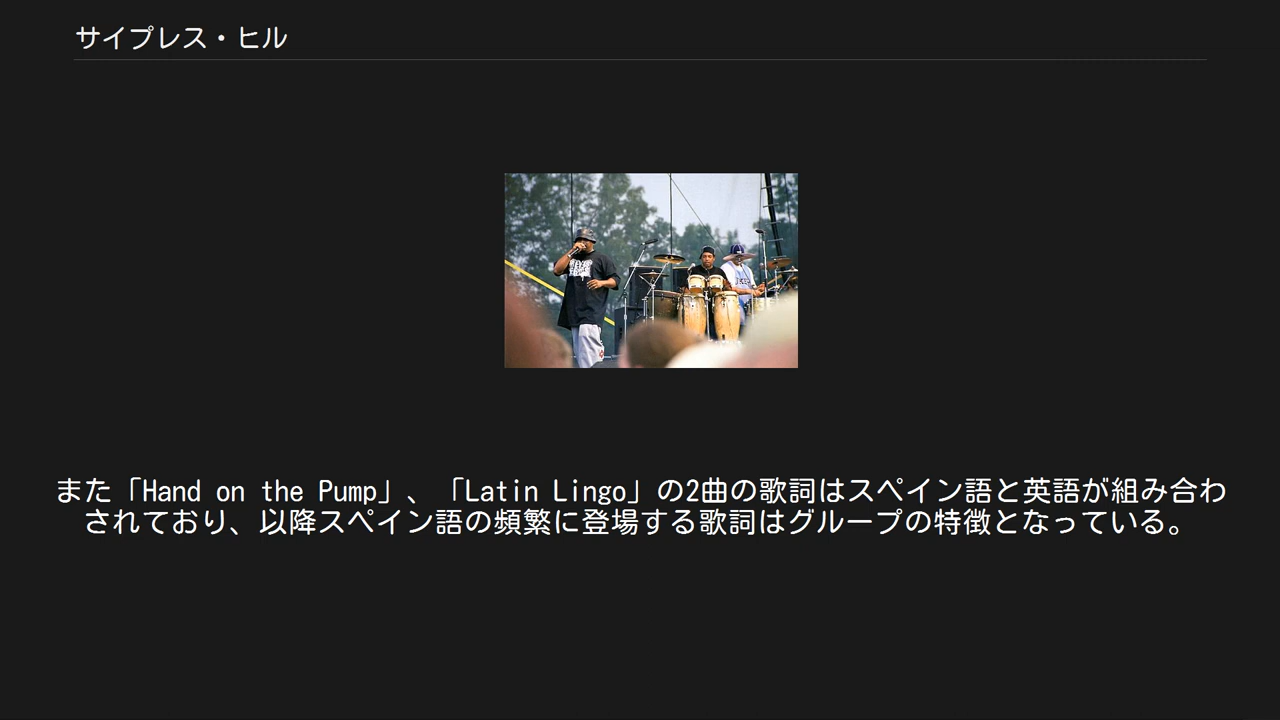 サイプレス・ヒル
また「Hand on the Pump」、「Latin Lingo」の2曲の歌詞はスペイン語と英語が組み合わ
されており、以降スペイン語の頻繁に登場する歌詞はグループの特徴となっている。